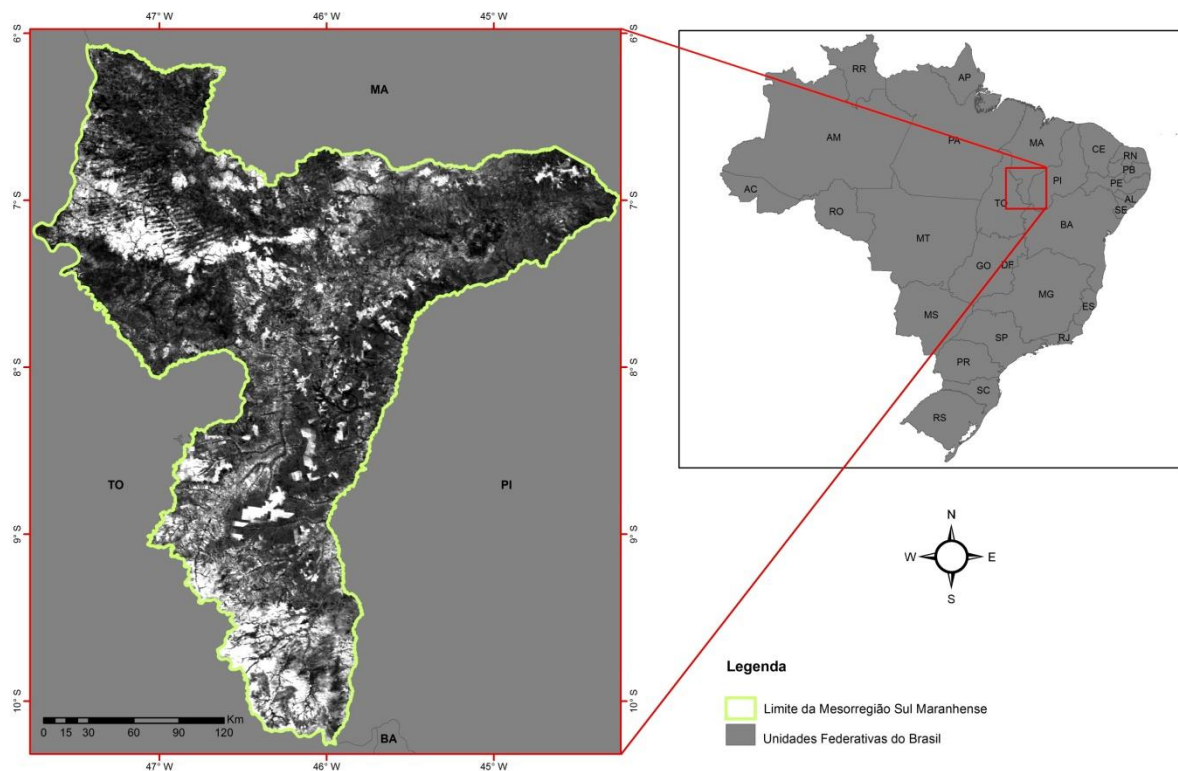 47° W 46° W 45° W
6° S 6° S
MA
7° S 7° S
8° S 8° S
TO PI
9° S 9° S
10° S 10° S
0 15 30 60 90 120 Km
BA
47° W 46° W 45° W
RR AP
AM PA MA CE RN
PB
PI PE
AC TO AL
RO SE
BA
MT
GO DF
MG
MS ES
SP RJ
PR
SC
RS
N
W E
S
Legenda
Limite da Mesorregião Sul Maranhense
Unidades Federativas do Brasil